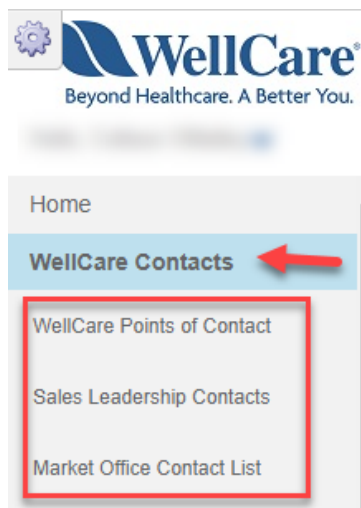 WellCare®
Beyond Healthcare. A Better You.
Home
WellCare Contacts
WellCare Points of Contact
Sales Leadership Contacts
Market Office Contact List